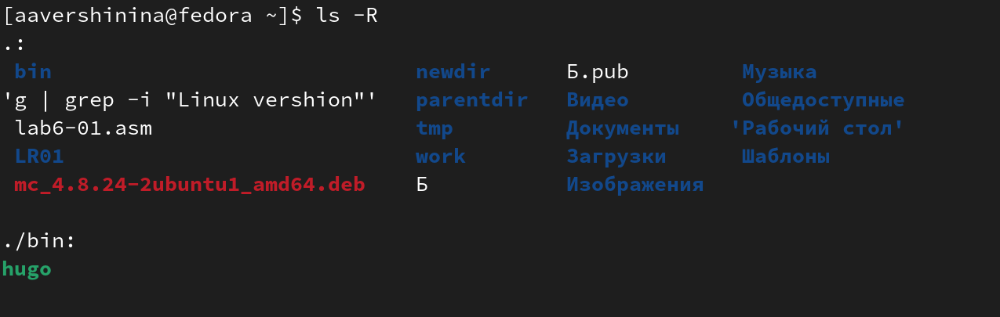 [aavershinina@fedora ~]$ ls -R
.:
 bin                             newdir      Б.pub         Музыка
'g | grep -i "Linux vershion"'   parentdir   Видео         Общедоступные
 lab6-01.asm                     tmp         Документы    'Рабочий стол'
 LR01                            work        Загрузки      Шаблоны
 mc_4.8.24-2ubuntu1_amd64.deb    Б           Изображения
./bin:
hugo